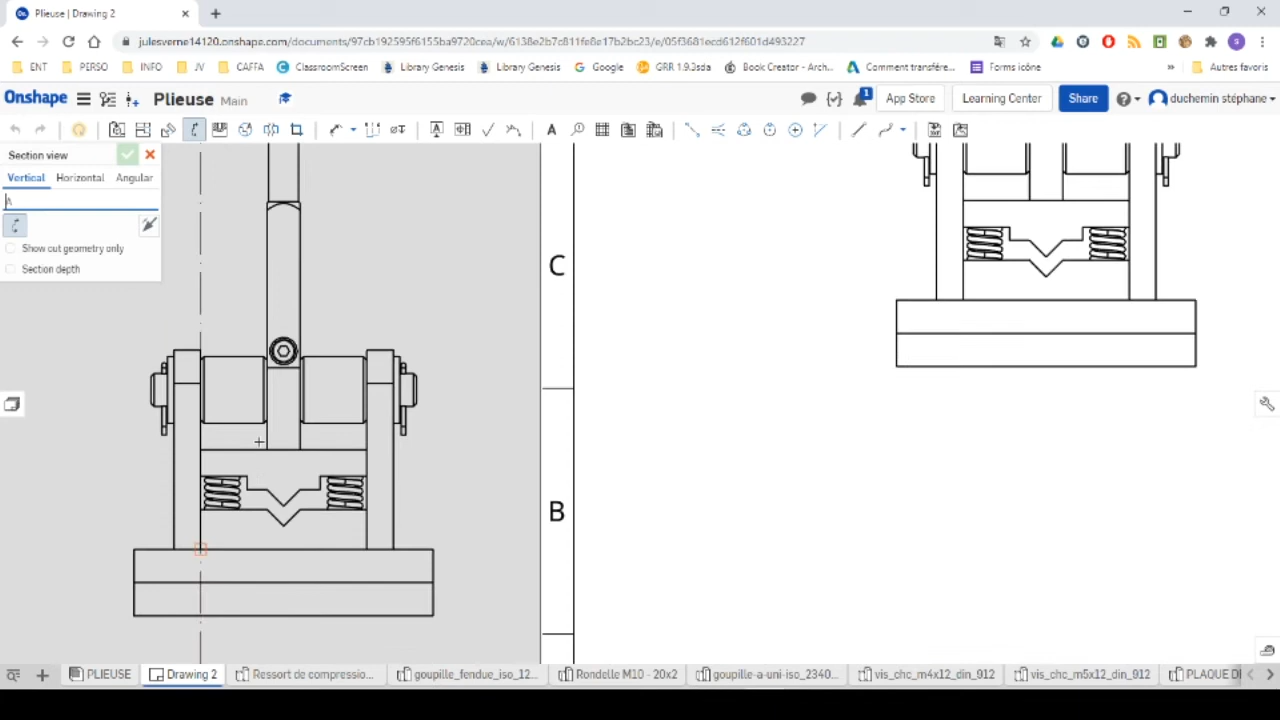 Plieuse | Drawing 2
julesverne14120.onshape.com/documents/97cb192595f6155ba9720cea/w/6138e2b7c811fe8e17b2bc23/e/05f3681ecd612f601d493227
ENT PERSO INFO JV CAFFA ClassroomScreen Library Genesis Library Genesis Google GRR 1.9.3sda Book Creator - Arch... Comment transfére... Forms icône » Autres favoris
Onshape Plieuse Main 1 App Store Learning Center Share duchemin stéphane
Section view
Vertical Horizontal Angular
A
Show cut geometry only
Section depth
C
B
PLIEUSE Drawing 2 Ressort de compressio... goupille_fendue_iso_12... Rondelle M10 - 20x2 goupille-a-uni-iso_2340... vis_chc_m4x12_din_912 vis_chc_m5x12_din_912 PLAQUE D